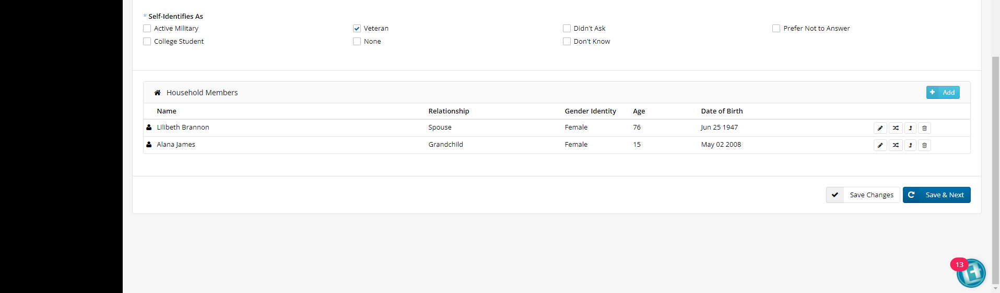 * Self-Identifies As
Active Military Veteran Didn't Ask Prefer Not to Answer
College Student None Don't Know
Household Members Add
Name Relationship Gender Identity Age Date of Birth
Lilibeth Brannon Spouse Female 76 Jun 25 1947
Alana James Grandchild Female 15 May 02 2008
Save Changes Save & Next
13